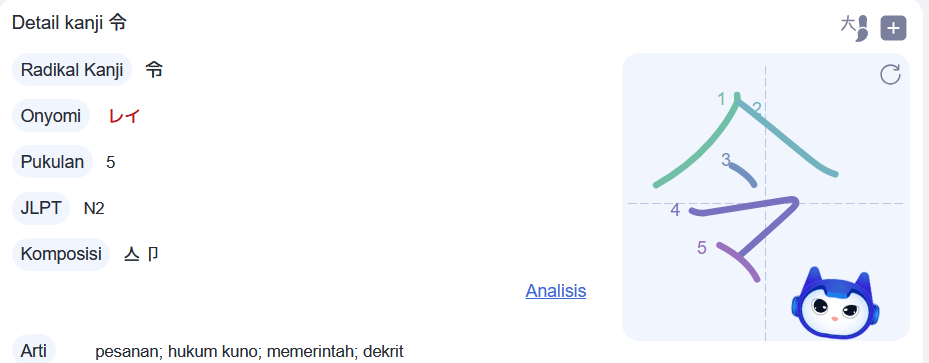 Detail kanji 令
Radikal Kanji 令
Onyomi レイ
Pukulan 5
JLPT N2
Komposisi 亼 卩
Analisis
Arti pesanan; hukum kuno; memerintah; dekrit
大
1
2
3
4
5